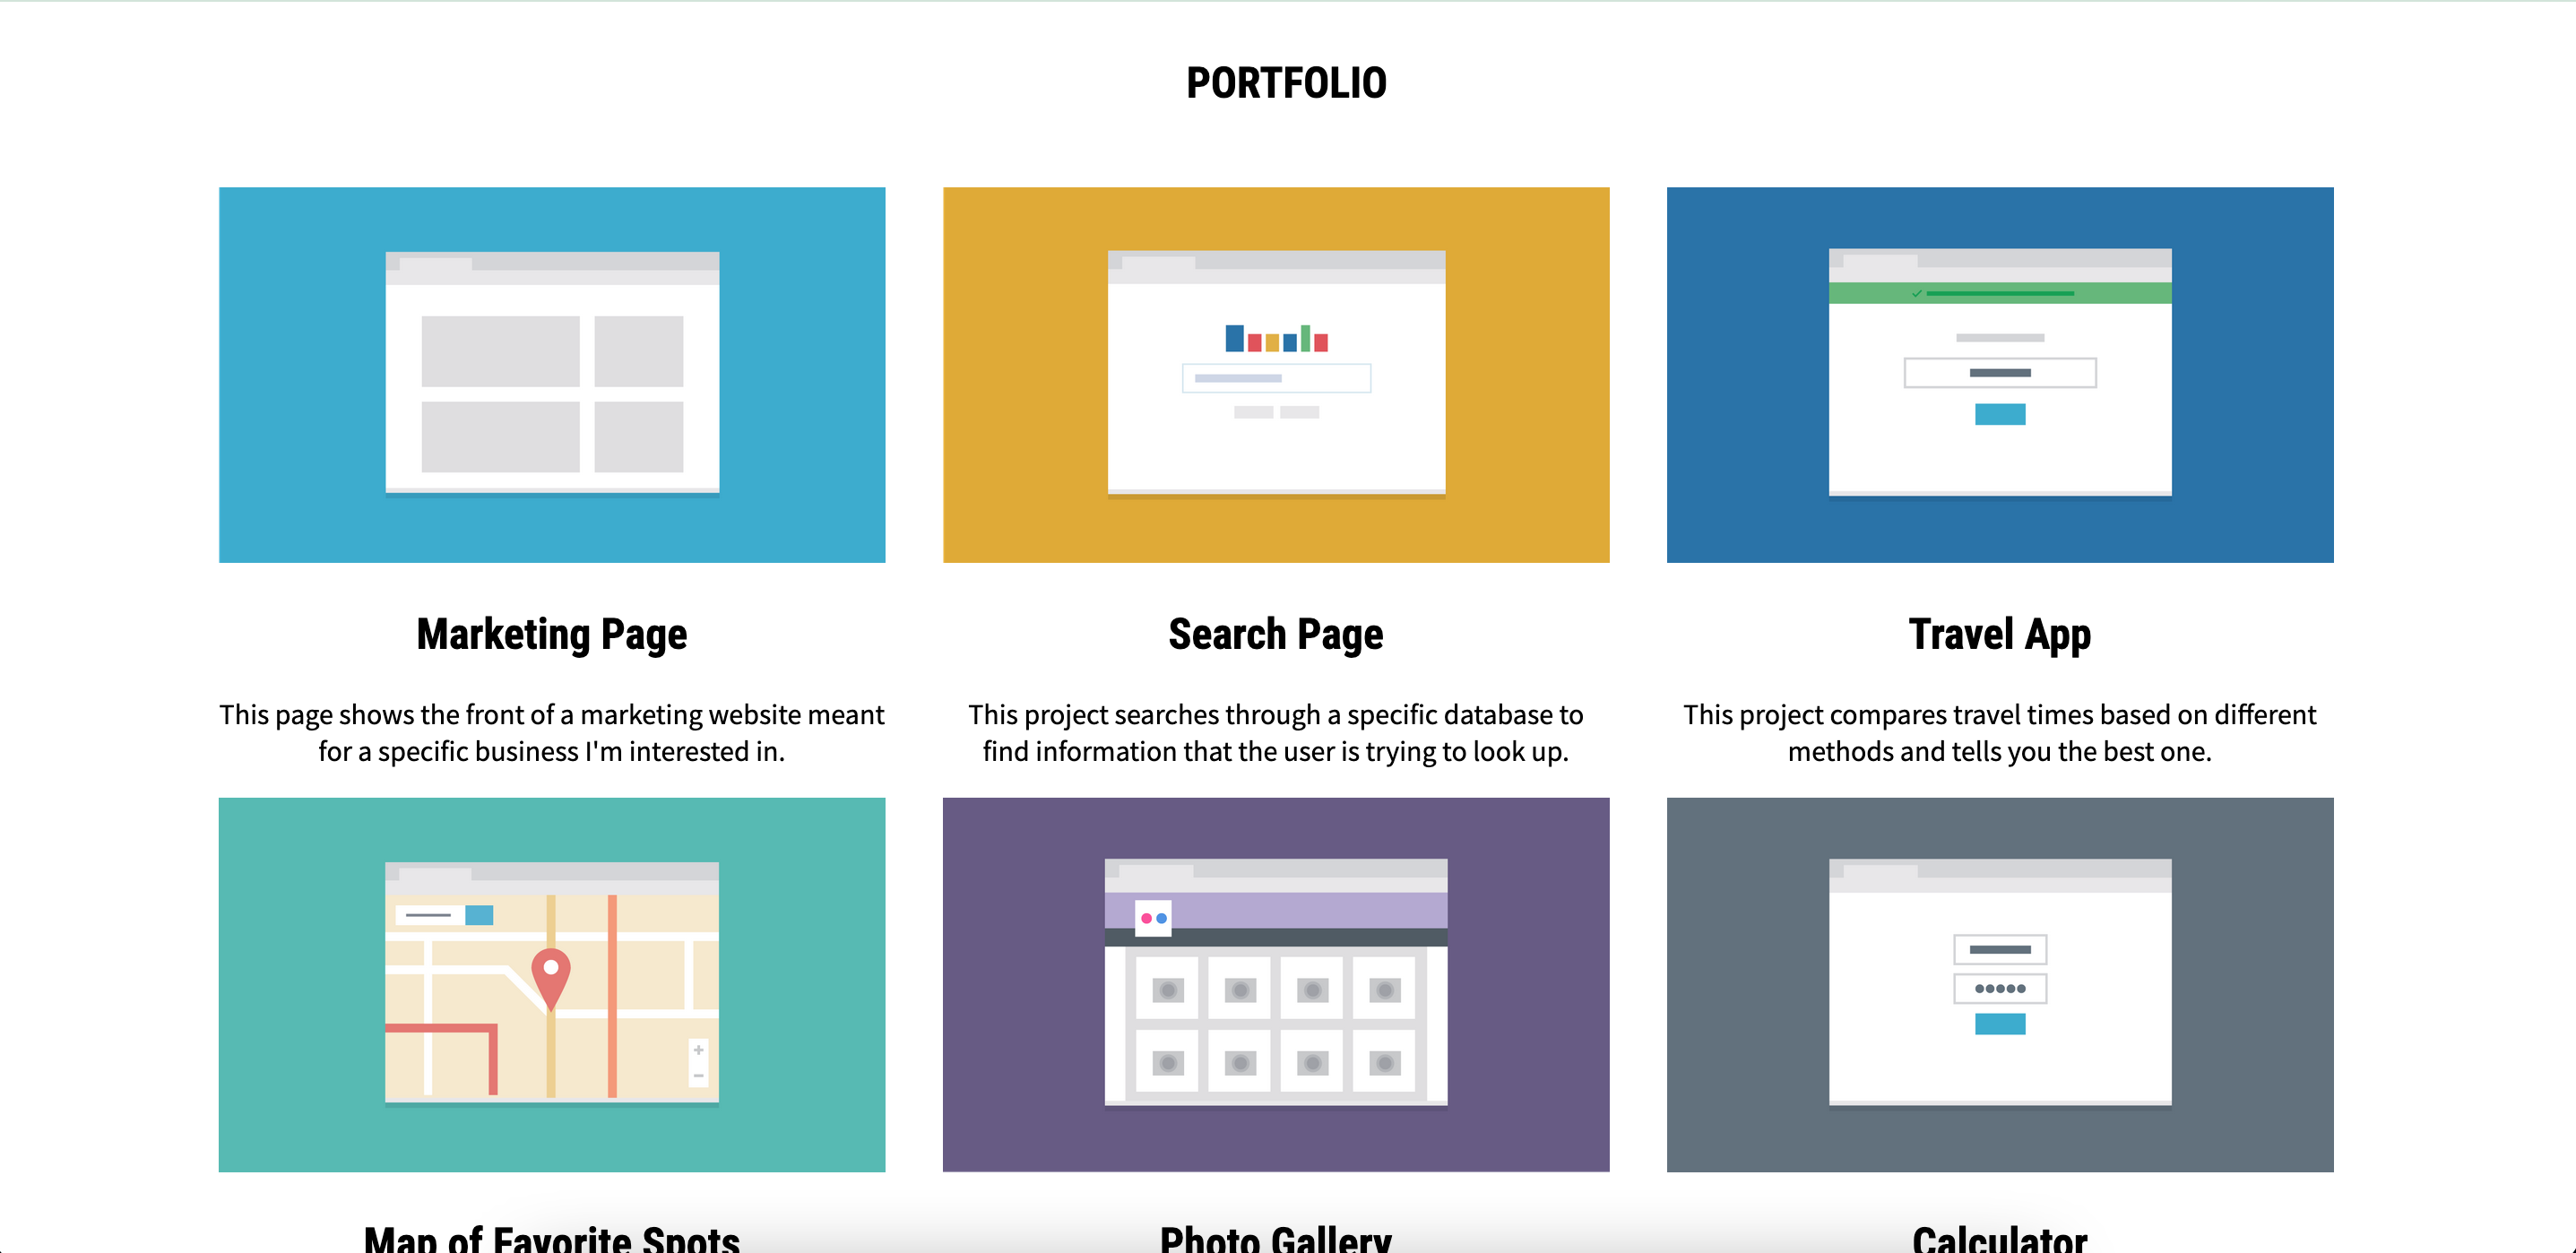 PORTFOLIO
Marketing Page
Search Page
Travel App
This page shows the front of a marketing website meant
for a specific business I'm interested in.
This project searches through a specific database to
find information that the user is trying to look up.
This project compares travel times based on different
methods and tells you the best one.
Map of Favorite Spots
Photo Gallery
Calculator